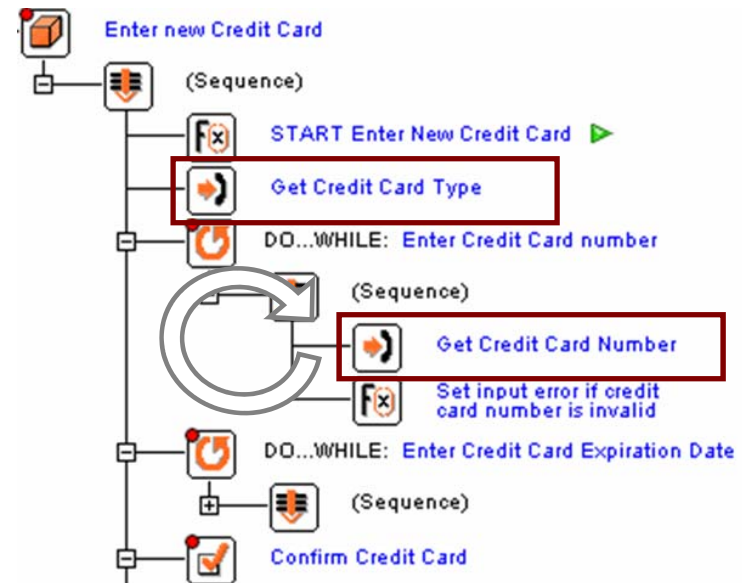 Enter new Credit Card
(Sequence)
F(x) START Enter New Credit Card
Get Credit Card Type
DO...WHILE: Enter Credit Card number
(Sequence)
Get Credit Card Number
F(x) Set input error if credit
card number is invalid
DO...WHILE: Enter Credit Card Expiration Date
(Sequence)
Confirm Credit Card